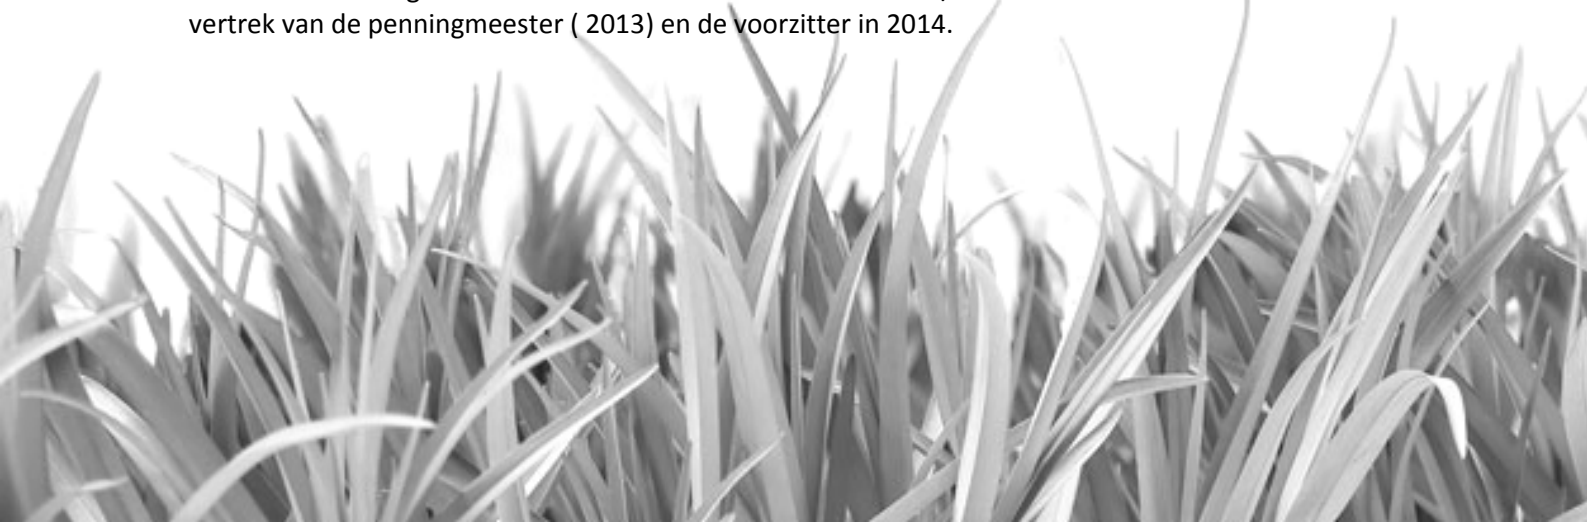 vertrek van de penningmeester ( 2013) en de voorzitter in 2014.